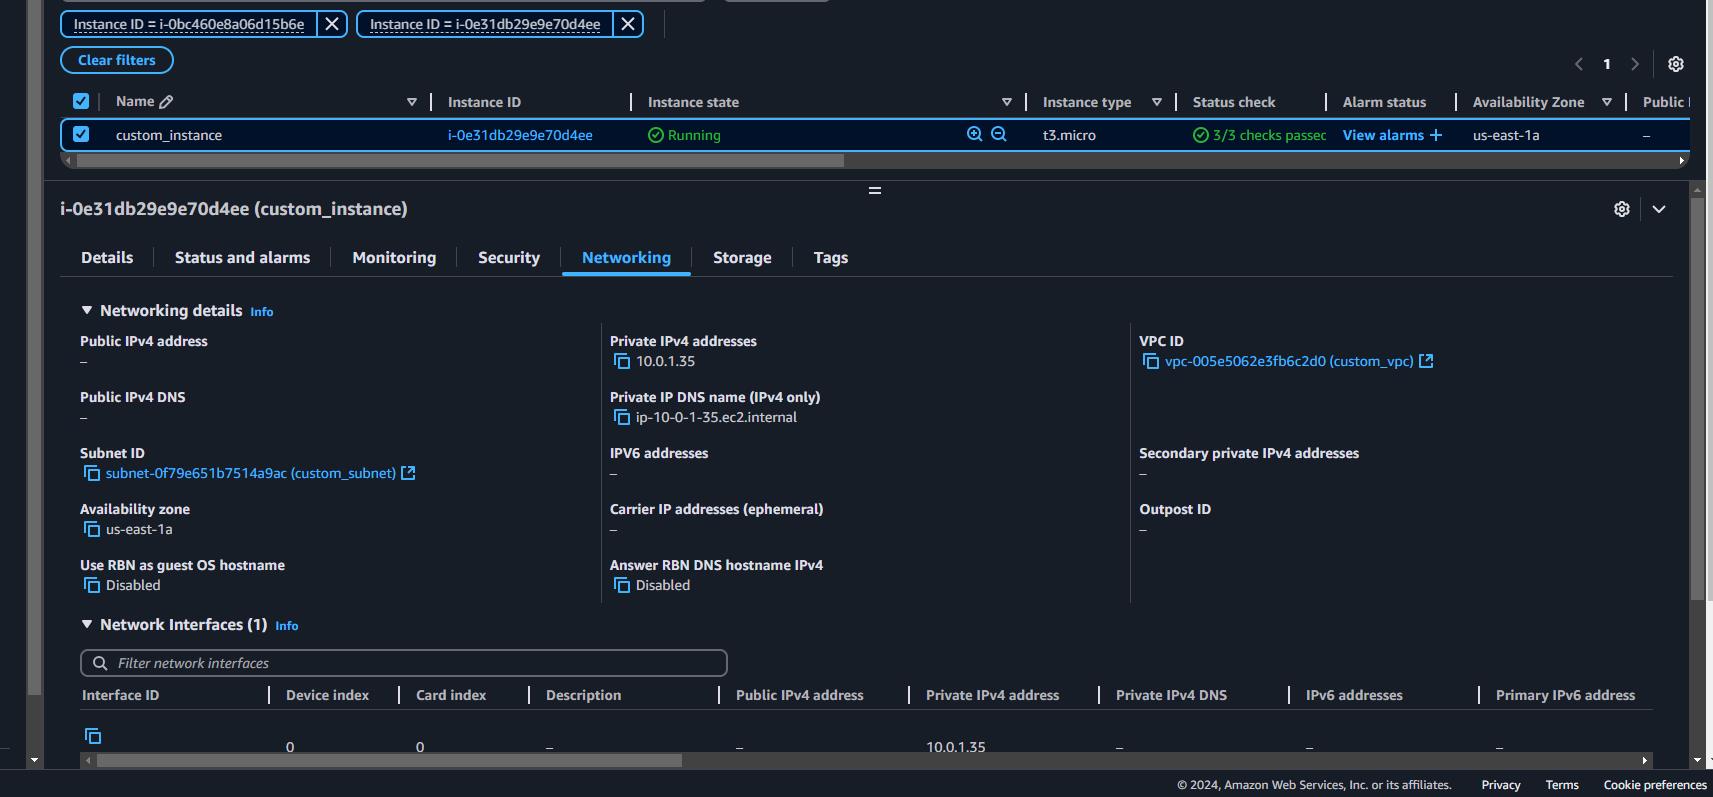 Instance ID = i-0bc460e8a06d15b6e
Instance ID = i-0e31db29e9e70d4ee
Clear filters
1
Name Instance ID Instance state Instance type Status check Alarm status Availability Zone Public
custom_instance i-0e31db29e9e70d4ee Running t3.micro 3/3 checks passec View alarms + us-east-1a –
i-0e31db29e9e70d4ee (custom_instance)
Details Status and alarms Monitoring Security Networking Storage Tags
Networking details Info
Public IPv4 address
–
Public IPv4 DNS
–
Subnet ID
subnet-0f79e651b7514a9ac (custom_subnet)
Availability zone
us-east-1a
Use RBN as guest OS hostname
Disabled
Private IPv4 addresses
10.0.1.35
Private IP DNS name (IPv4 only)
ip-10-0-1-35.ec2.internal
IPV6 addresses
–
Carrier IP addresses (ephemeral)
–
Answer RBN DNS hostname IPv4
Disabled
VPC ID
vpc-005e5062e3fb6c2d0 (custom_vpc)
Secondary private IPv4 addresses
–
Outpost ID
–
Network Interfaces (1) Info
Filter network interfaces
Interface ID Device index Card index Description Public IPv4 address Private IPv4 address Private IPv4 DNS IPv6 addresses Primary IPv6 address
0 0 – – 10.0.1.35 – – –
© 2024, Amazon Web Services, Inc. or its affiliates. Privacy Terms Cookie preferences